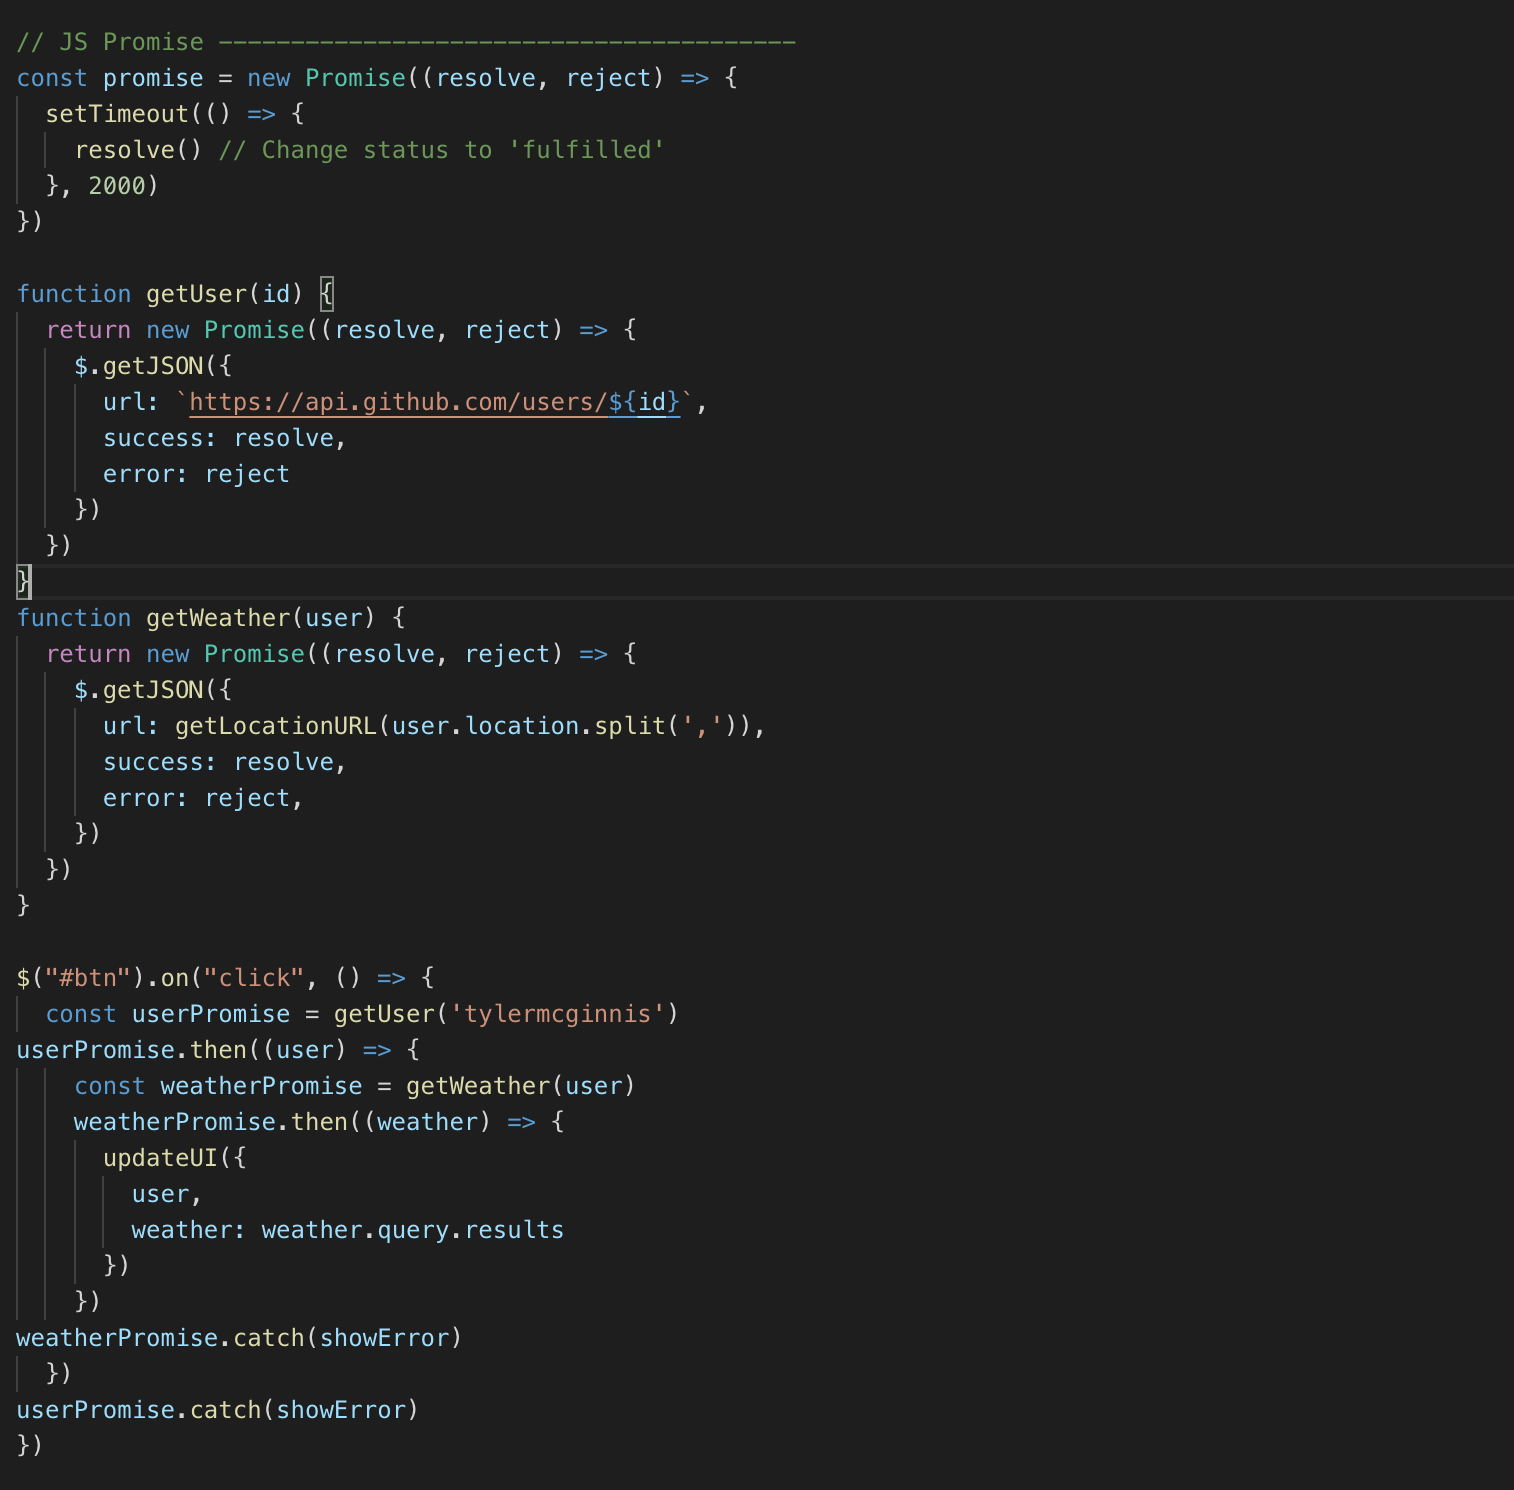 // JS Promise ----------------------------------------
const promise = new Promise((resolve, reject) => {
  setTimeout(() => {
    resolve() // Change status to 'fulfilled'
  }, 2000)
})

function getUser(id) {
  return new Promise((resolve, reject) => {
    $.getJSON({
      url: `https://api.github.com/users/${id}`,
      success: resolve,
      error: reject
    })
  })
}
function getWeather(user) {
  return new Promise((resolve, reject) => {
    $.getJSON({
      url: getLocationURL(user.location.split(',')),
      success: resolve,
      error: reject,
    })
  })
}

$("#btn").on("click", () => {
  const userPromise = getUser('tylermcginnis')
userPromise.then((user) => {
    const weatherPromise = getWeather(user)
    weatherPromise.then((weather) => {
      updateUI({
        user,
        weather: weather.query.results
      })
    })
weatherPromise.catch(showError)
  })
userPromise.catch(showError)
})